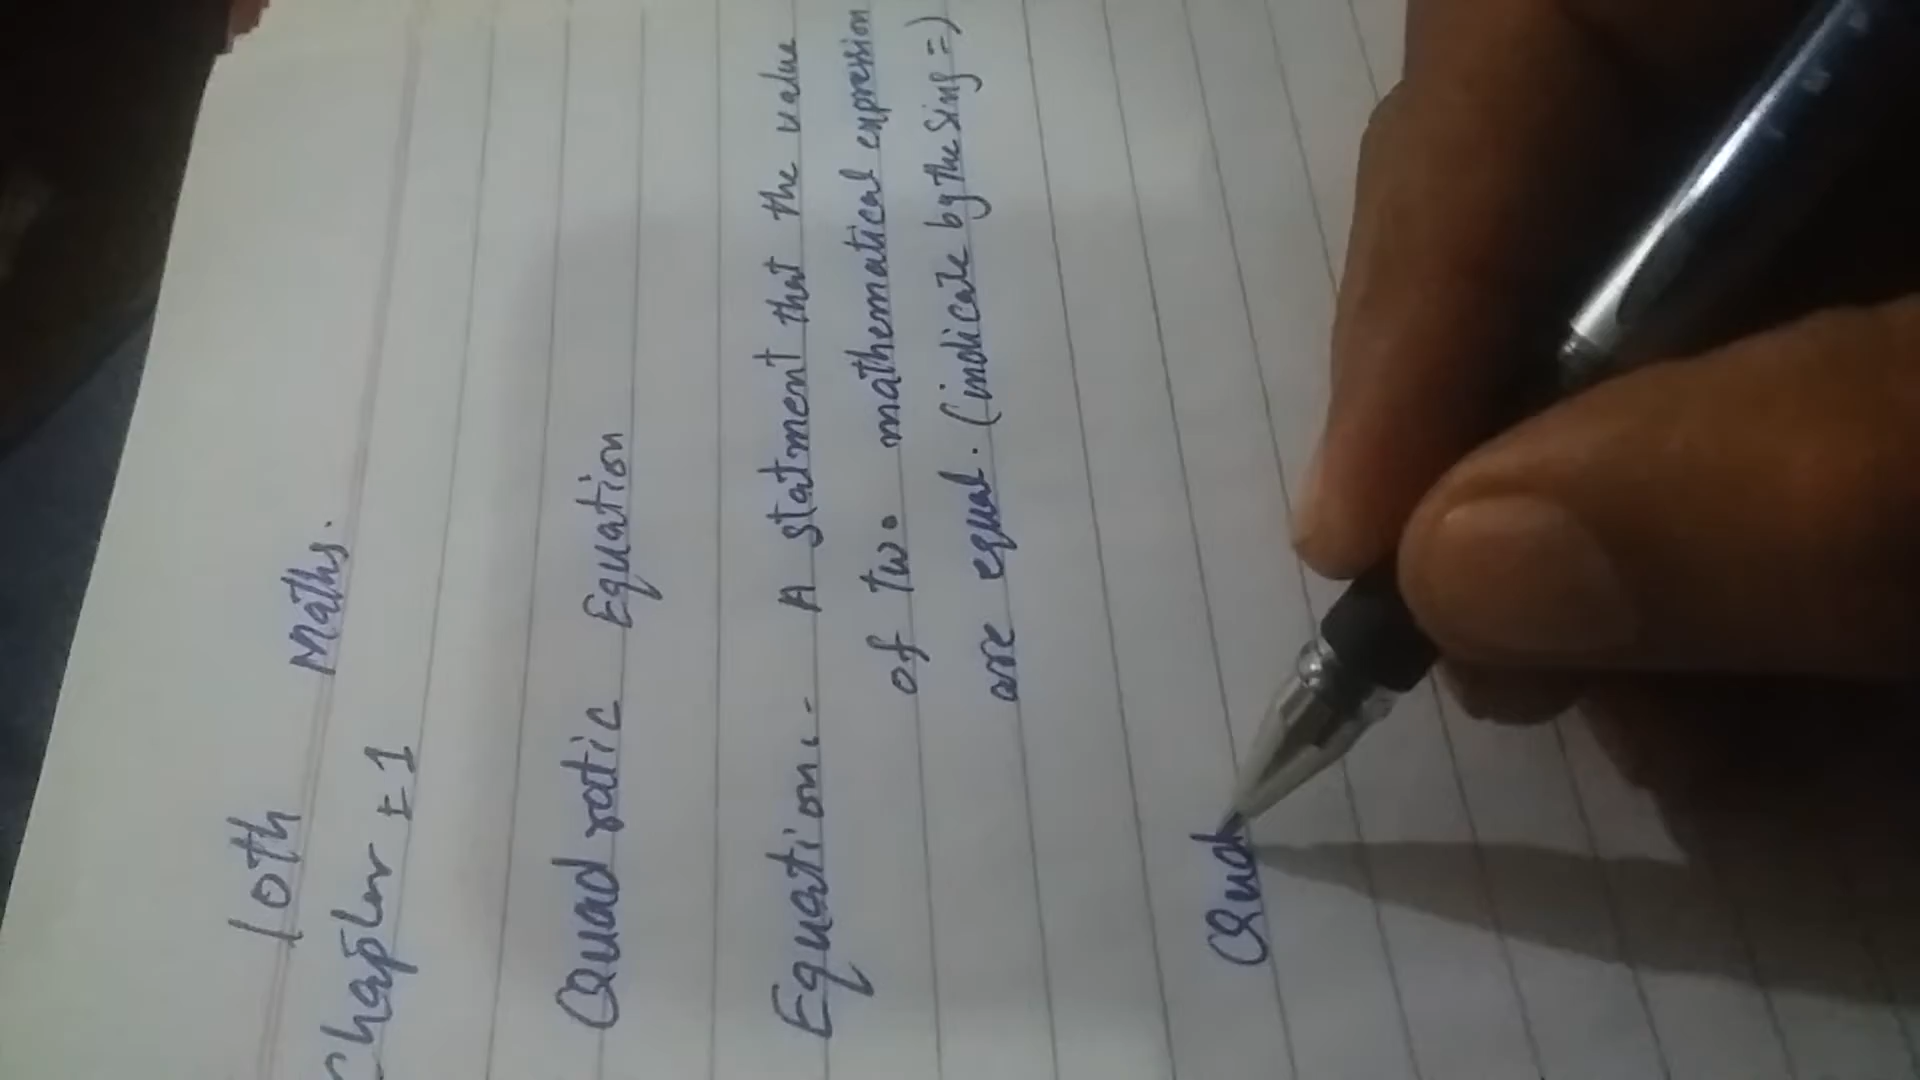 10th Maths.
Chapter ± 1
Quadratic Equation
Equation:- A statment that the value
of two mathematical expression
are equal. (indicate by the sing =)
Quad